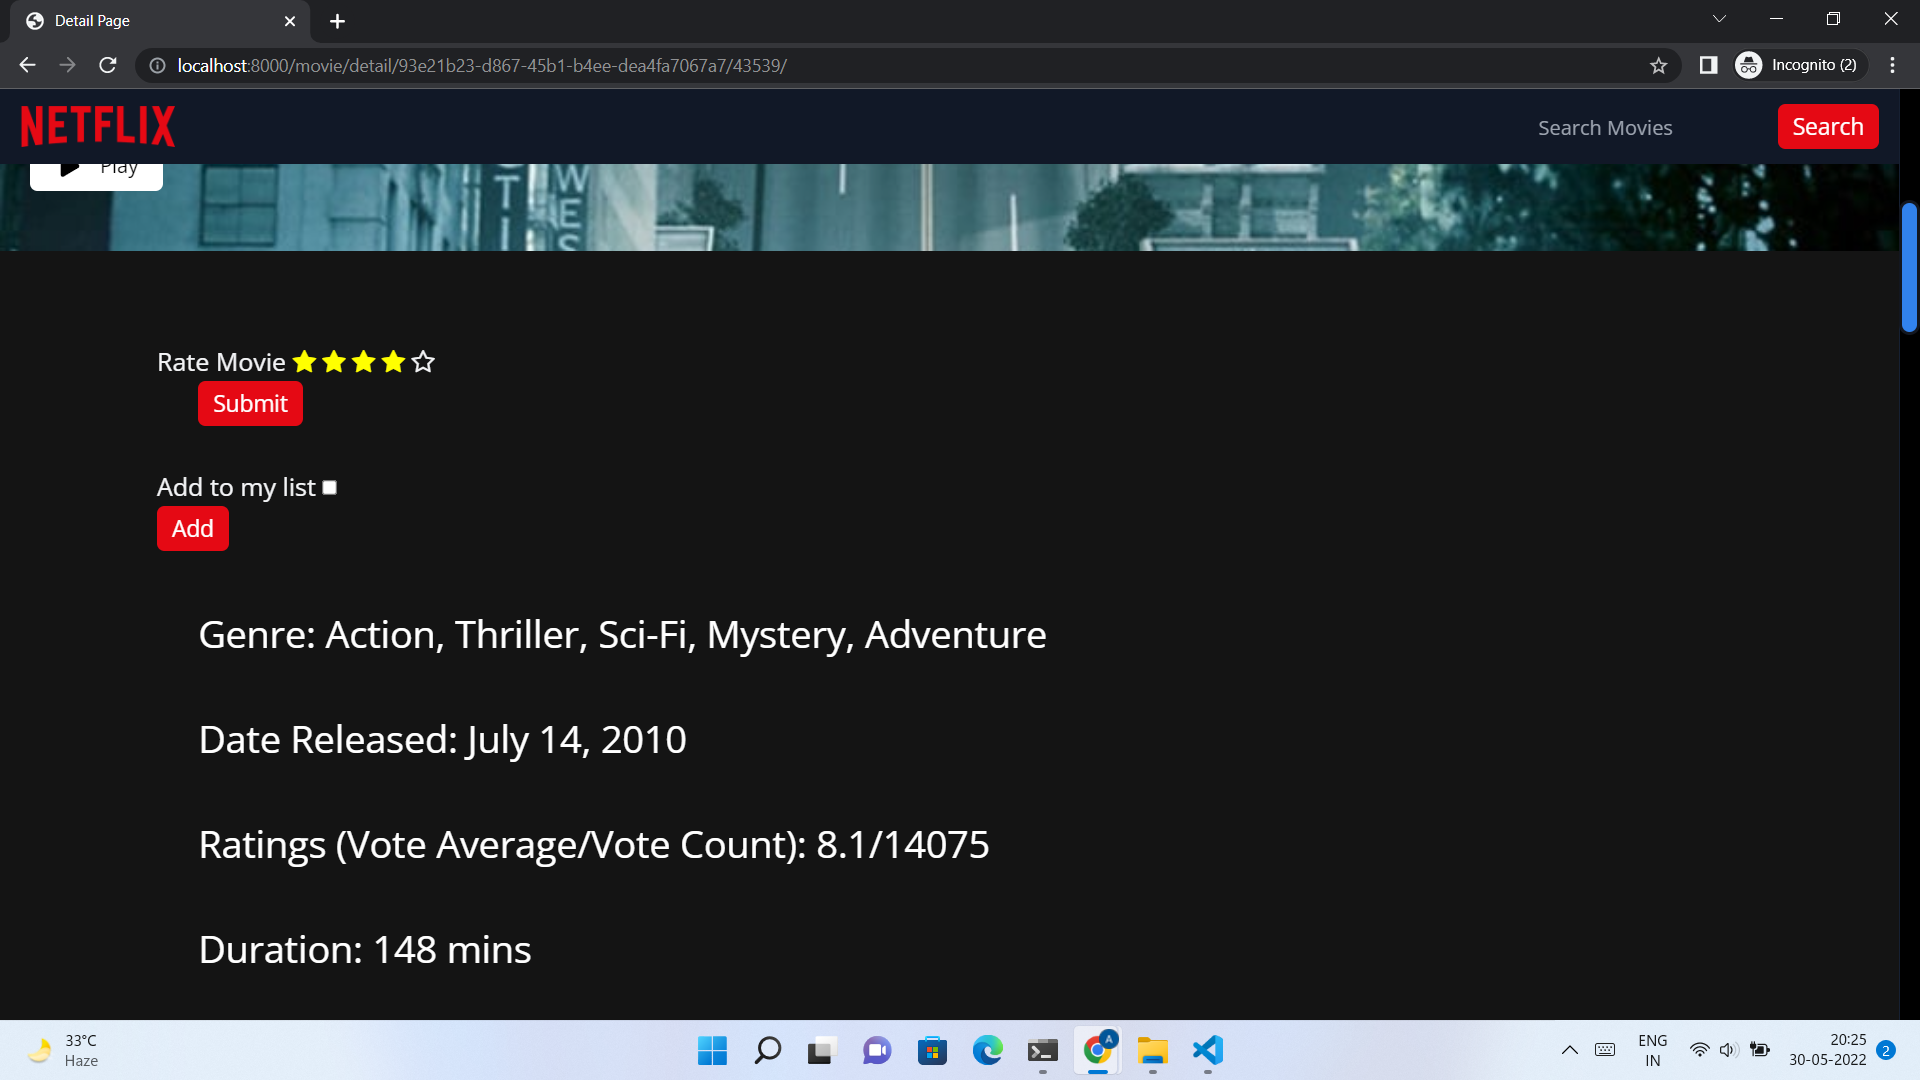 Detail Page
localhost:8000/movie/detail/93e21b23-d867-45b1-b4ee-dea4fa7067a7/43539/
Incognito (2)
NETFLIX
Search Movies
Search
Play
Rate Movie
Submit
Add to my list
Add
Genre: Action, Thriller, Sci-Fi, Mystery, Adventure
Date Released: July 14, 2010
Ratings (Vote Average/Vote Count): 8.1/14075
Duration: 148 mins
33°C
Haze
A
ENG
IN
20:25
30-05-2022
2